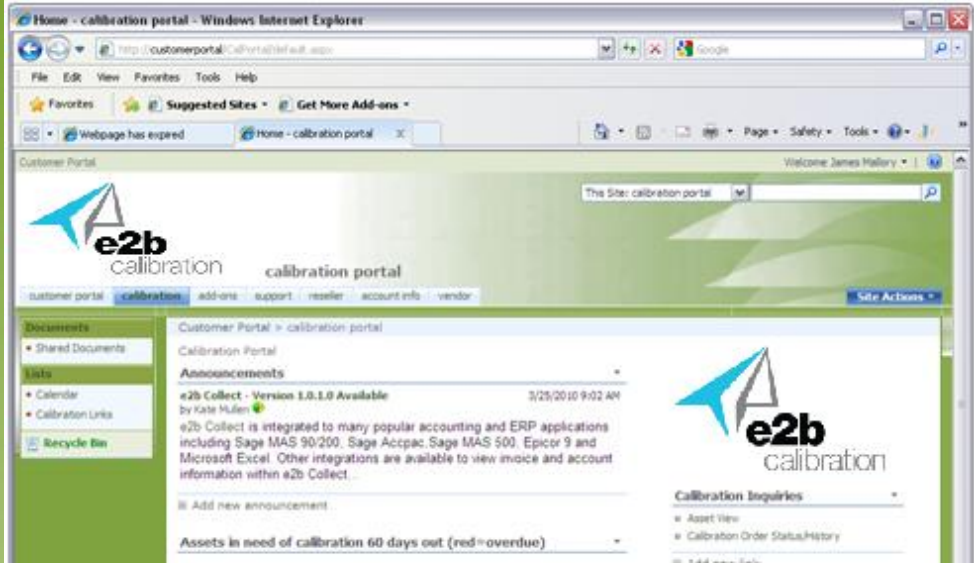 Home - calibration portal - Windows Internet Explorer
http://customerportal/CalPortal/default.aspx
Google
File Edit View Favorites Tools Help
Favorites Suggested Sites Get More Add-ons
Webpage has expired Home - calibration portal x Page Safety Tools
Customer Portal Welcome James Mallory
This Site: calibration portal
e2b
calibration
calibration portal
customer portal calibration add-ons support reseller account info vendor Site Actions
Documents
Shared Documents
Lists
Calendar
Calibration Links
Recycle Bin
Customer Portal > calibration portal
Calibration Portal
Announcements
e2b Collect - Version 1.0.1.0 Available 3/25/2010 9:02 AM
by Kate Mullen
e2b Collect is integrated to many popular accounting and ERP applications
including Sage MAS 90/200, Sage Accpac,Sage MAS 500, Epicor 9 and
Microsoft Excel. Other integrations are available to view invoice and account
information within e2b Collect...
Add new announcement
Assets in need of calibration 60 days out (red=overdue)
e2b
calibration
Calibration Inquiries
Asset View
Calibration Order Status/History
Add new link